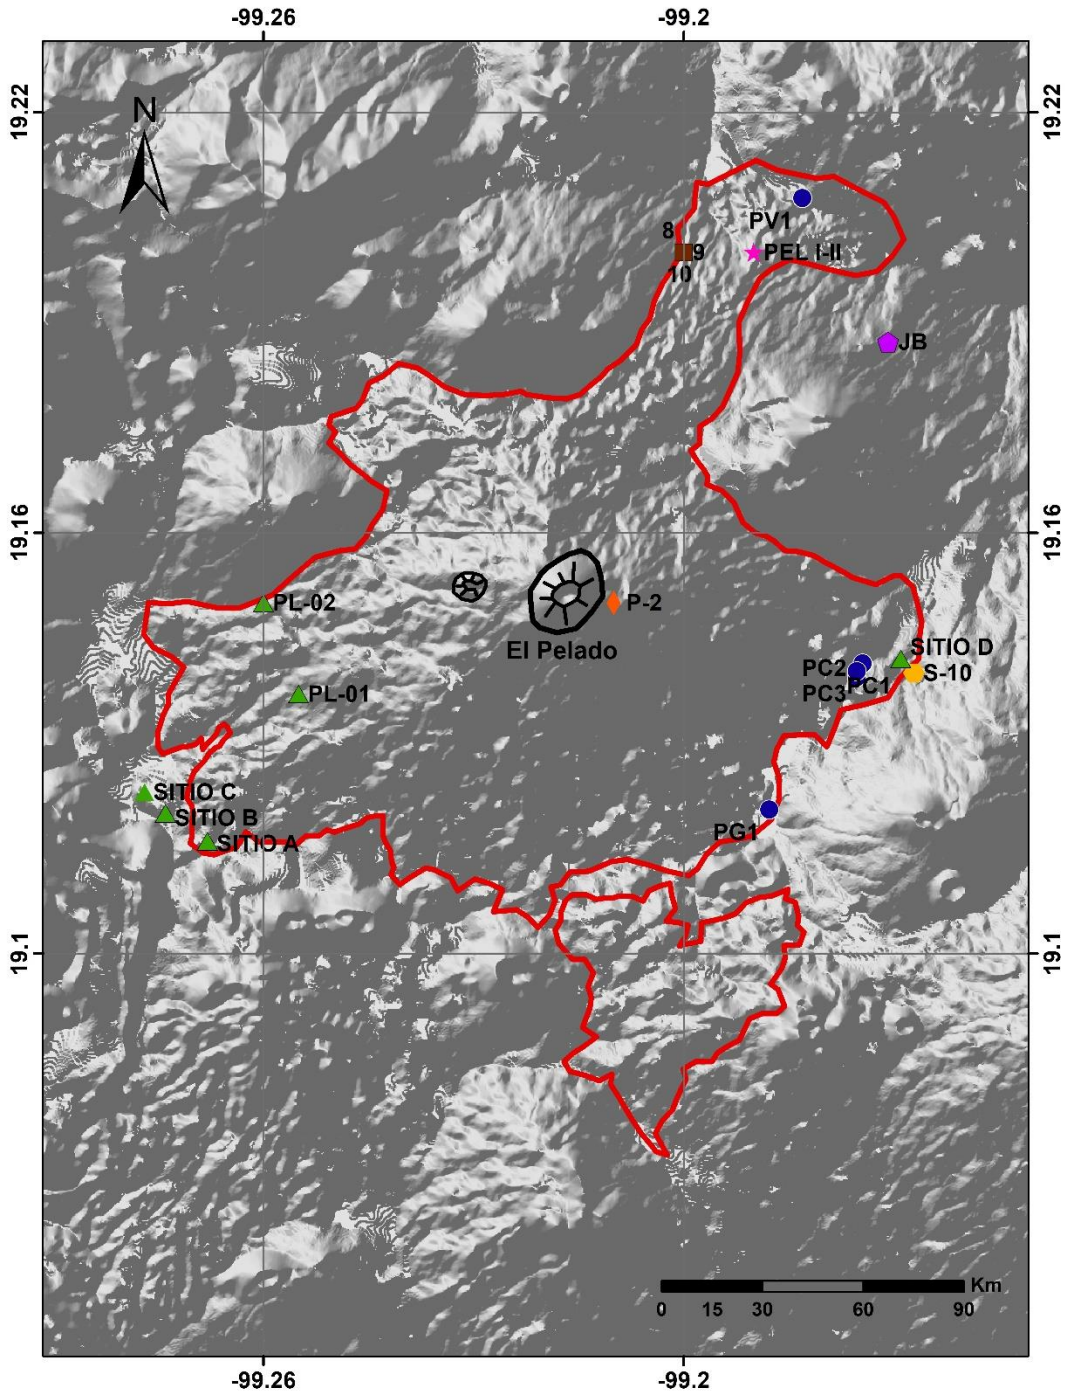 -99.26
-99.2
19.22
19.22
N
PV1
8
9
PEL I-II
10
JB
19.16
19.16
PL-02
P-2
El Pelado
SITIO D
PC2
S-10
PC3
PC1
PL-01
SITIO C
SITIO B
PG1
SITIO A
19.1
19.1
Km
0 15 30 60 90
-99.26
-99.2